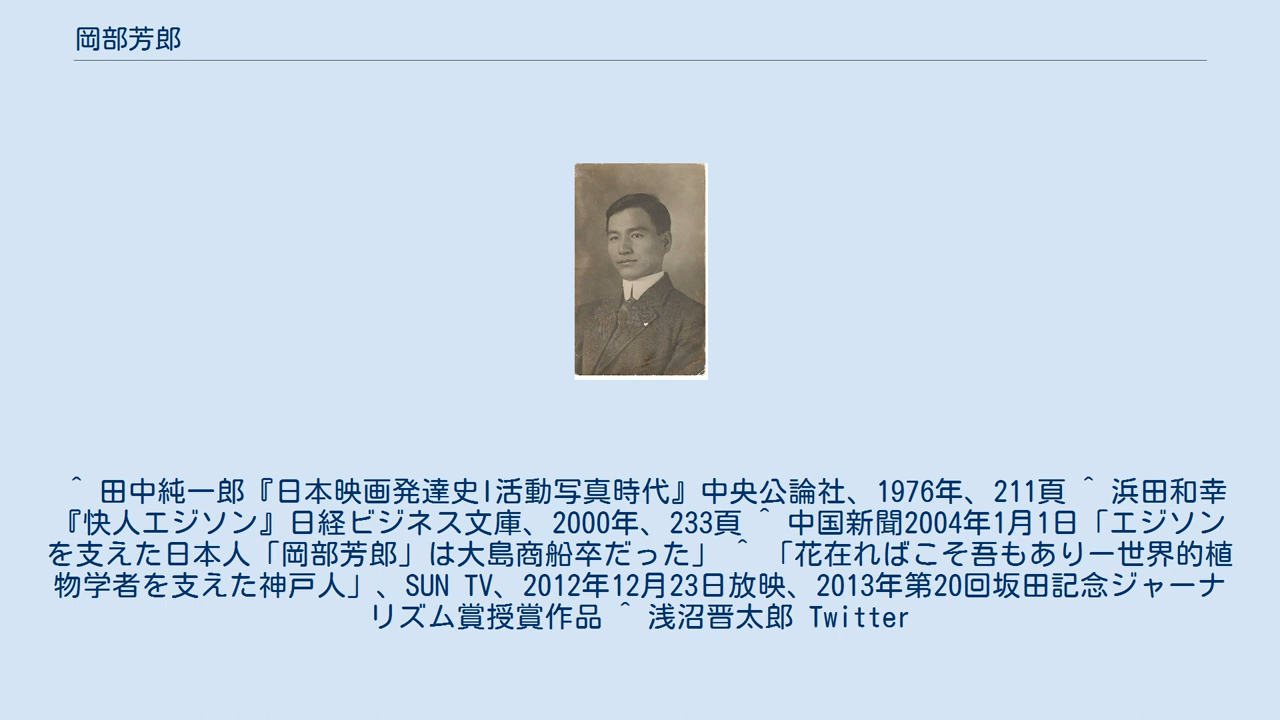 岡部芳郎
^ 田中純一郎『日本映画発達史I活動写真時代』中央公論社、1976年、211頁 ^ 浜田和幸
『快人エジソン』日経ビジネス文庫、2000年、233頁 ^ 中国新聞2004年1月1日「エジソン
を支えた日本人「岡部芳郎」は大島商船卒だった」 ^ 「花在ればこそ吾もありー世界的植
物学者を支えた神戸人」、SUN TV、2012年12月23日放映、2013年第20回坂田記念ジャーナ
リズム賞授賞作品 ^ 浅沼晋太郎 Twitter